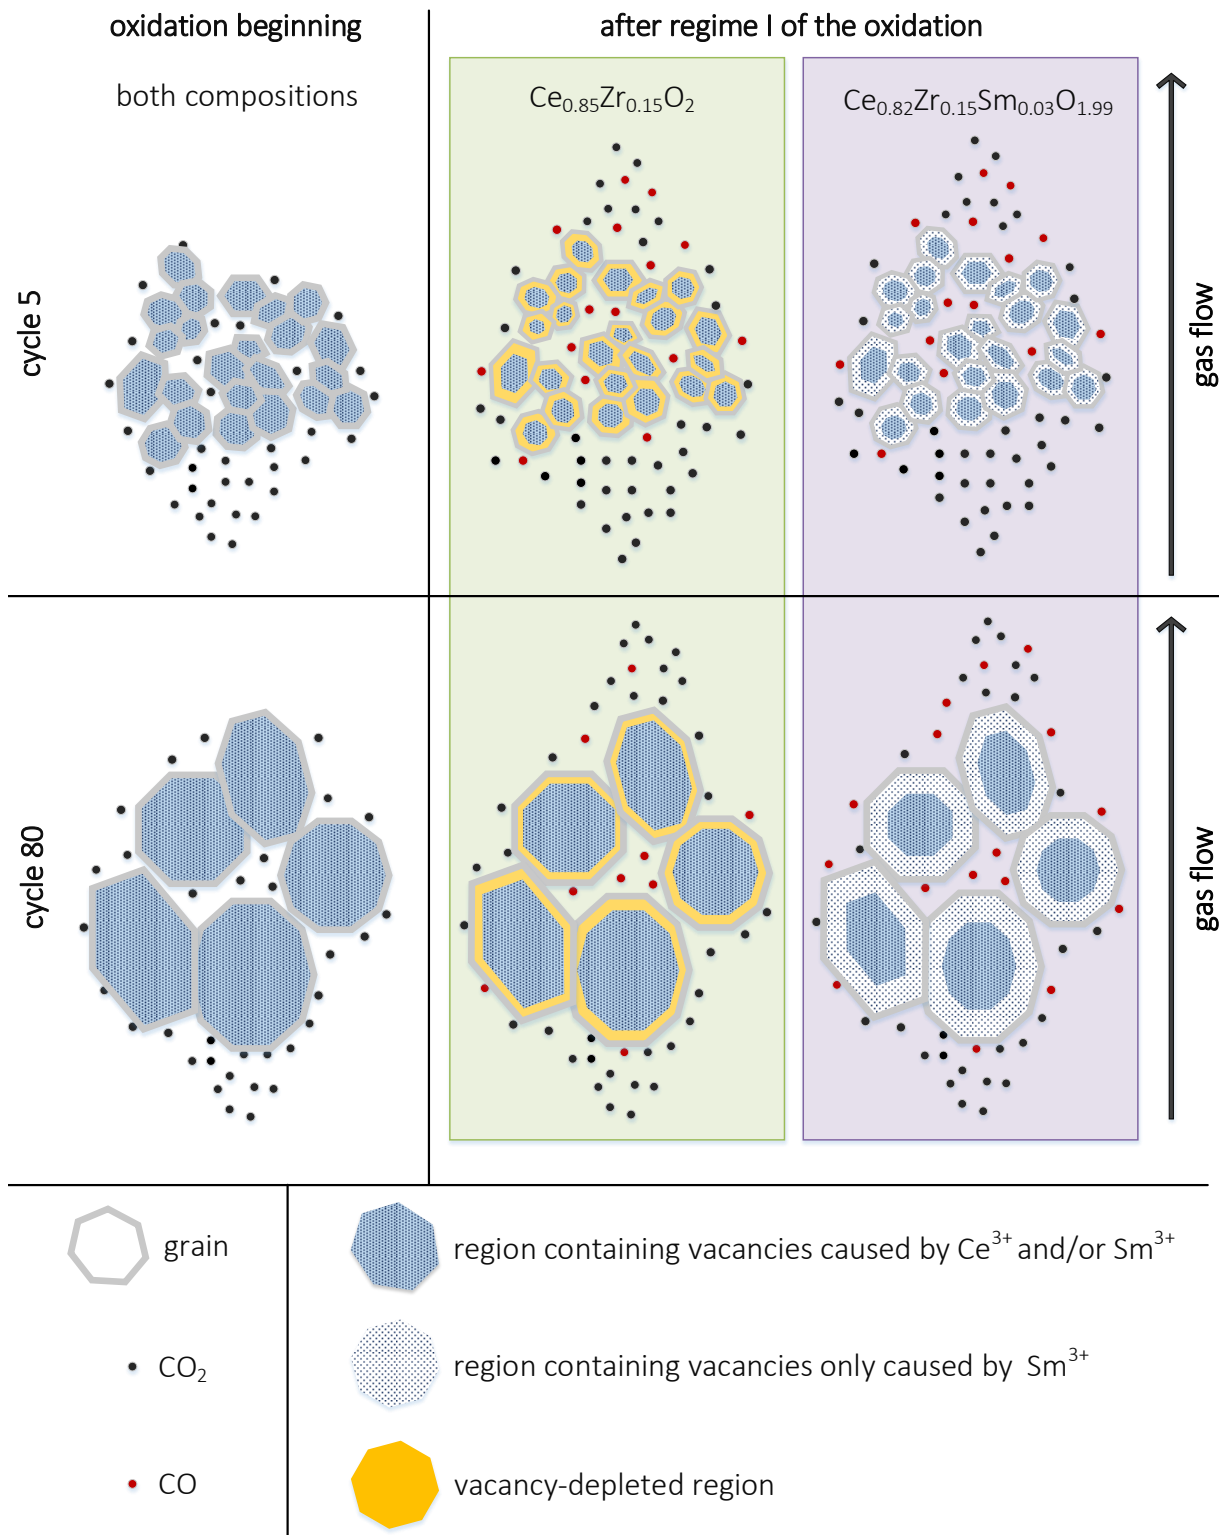 oxidation beginning
after regime I of the oxidation
both compositions
Ce0.85Zr0.15O2
Ce0.82Zr0.15Sm0.03O1.99
cycle 5
gas flow
cycle 80
gas flow
grain
region containing vacancies caused by Ce3+ and/or Sm3+
CO2
region containing vacancies only caused by Sm3+
CO
vacancy-depleted region